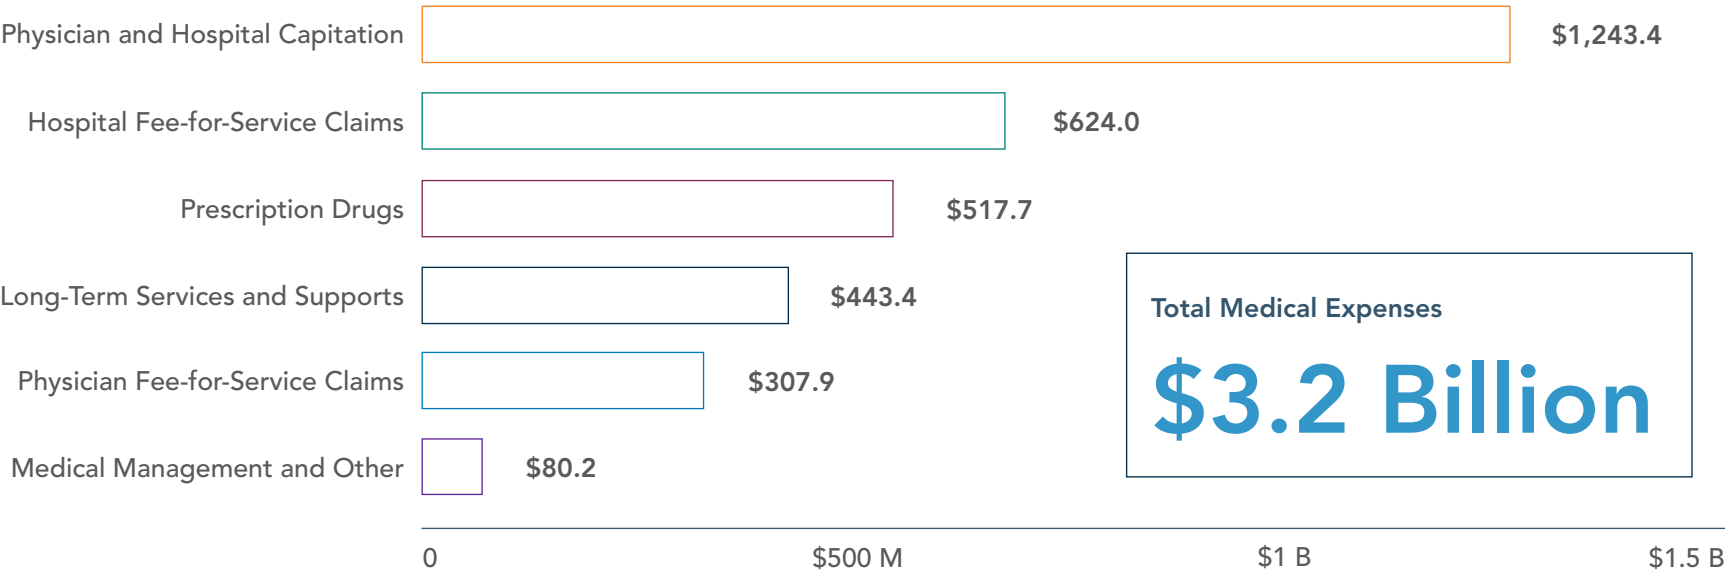 Physician and Hospital Capitation $1,243.4
Hospital Fee-for-Service Claims $624.0
Prescription Drugs $517.7
Long-Term Services and Supports $443.4
Total Medical Expenses
$3.2 Billion
Physician Fee-for-Service Claims $307.9
Medical Management and Other $80.2
0 $500 M $1 B $1.5 B